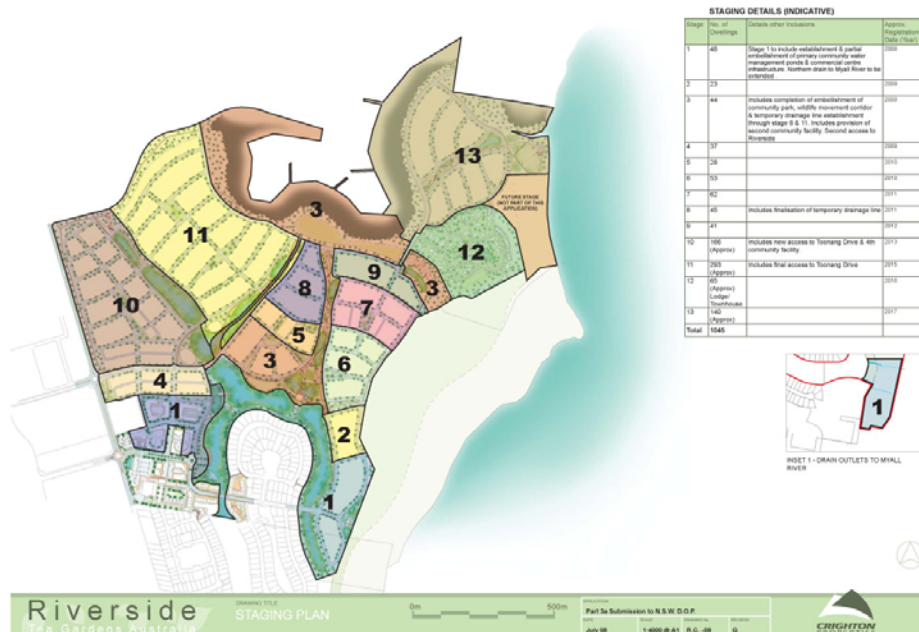 STAGING DETAILS (INDICATIVE)
Stage No. of Dwellings Details other Inclusions Approx. Registration Date (Year)
1 46 Stage 1 to include establishment & partial embellishment of primary community water management ponds & commercial centre infrastructure. Northern drain to Myall River to be extended
2 23 2009
3 44 Includes completion of embellishment of community park, wildlife movement corridor & temporary drainage line establishment through stage 8 & 11. Includes provision of second community facility. Second access to Riverside
4 37 2009
5 28 2010
6 53 2010
7 62 2011
8 45 Includes finalisation of temporary drainage line 2011
9 41 2012
10 166 (Approx) Includes new access to Toonang Drive & 4th community facility. 2013
11 293 (Approx) Includes final access to Toonang Drive 2015
12 65 (Approx) Lodge/ Townhouse
13 140 (Approx) 2017
Total 1045
13
FUTURE STAGE
(NOT PART OF THIS
APPLICATION)
3
11
12
9
3
8
10
7
5
3
6
4
1
2
1
1
INSET 1 - DRAIN OUTLETS TO MYALL
RIVER
Riverside
Tea Gardens Australia
DRAWING TITLE
STAGING PLAN
0m 500m
Part 3a Submission to N.S.W. D.O.P.
July 08 1:4000 @ A1
CRIGHTON